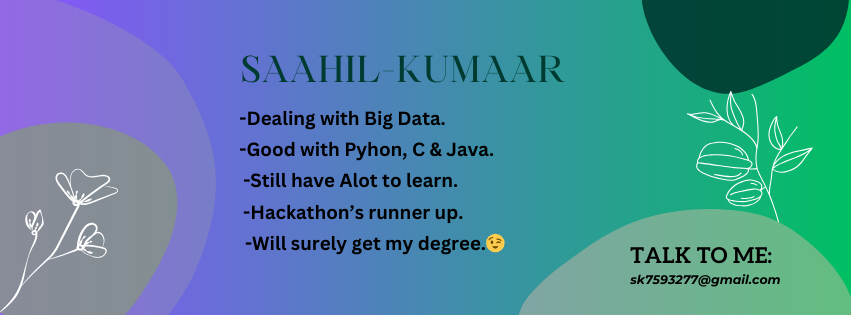 SAAHIL-KUMAAR
-Dealing with Big Data.
-Good with Pyhon, C & Java.
-Still have Alot to learn.
-Hackathon’s runner up.
-Will surely get my degree.😉
TALK TO ME:
sk7593277@gmail.com